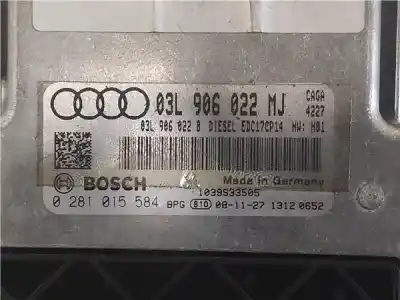 03L 906 022 MJ CAGA
4227
03L 906 022 B DIESEL EDC17CP14 HW: H01
BOSCH Made in Germany
1039S33505
0 281 015 584 BPG 810 08-11-27 1312 0652